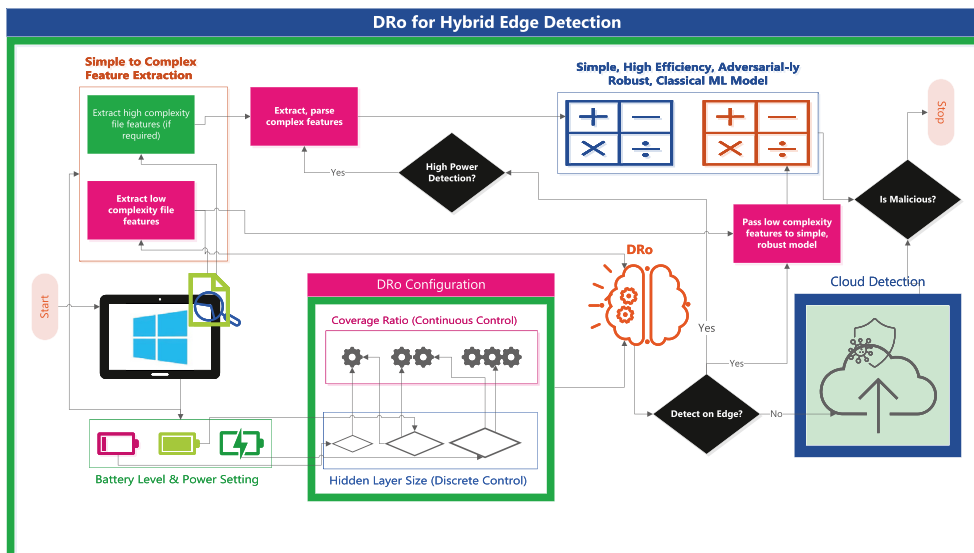 DRo for Hybrid Edge Detection
Simple to Complex
Feature Extraction
Extract high complexity
file features (if
required)
Extract low
complexity file
features
Extract, parse
complex features
High Power
Detection?
Yes
Simple, High Efficiency, Adversarial-ly
Robust, Classical ML Model
Stop
Is Malicious?
Pass low complexity
features to simple,
robust model
Start
DRo
DRo Configuration
Coverage Ratio (Continuous Control)
Hidden Layer Size (Discrete Control)
Battery Level & Power Setting
Yes
Yes
Detect on Edge?
No
Cloud Detection